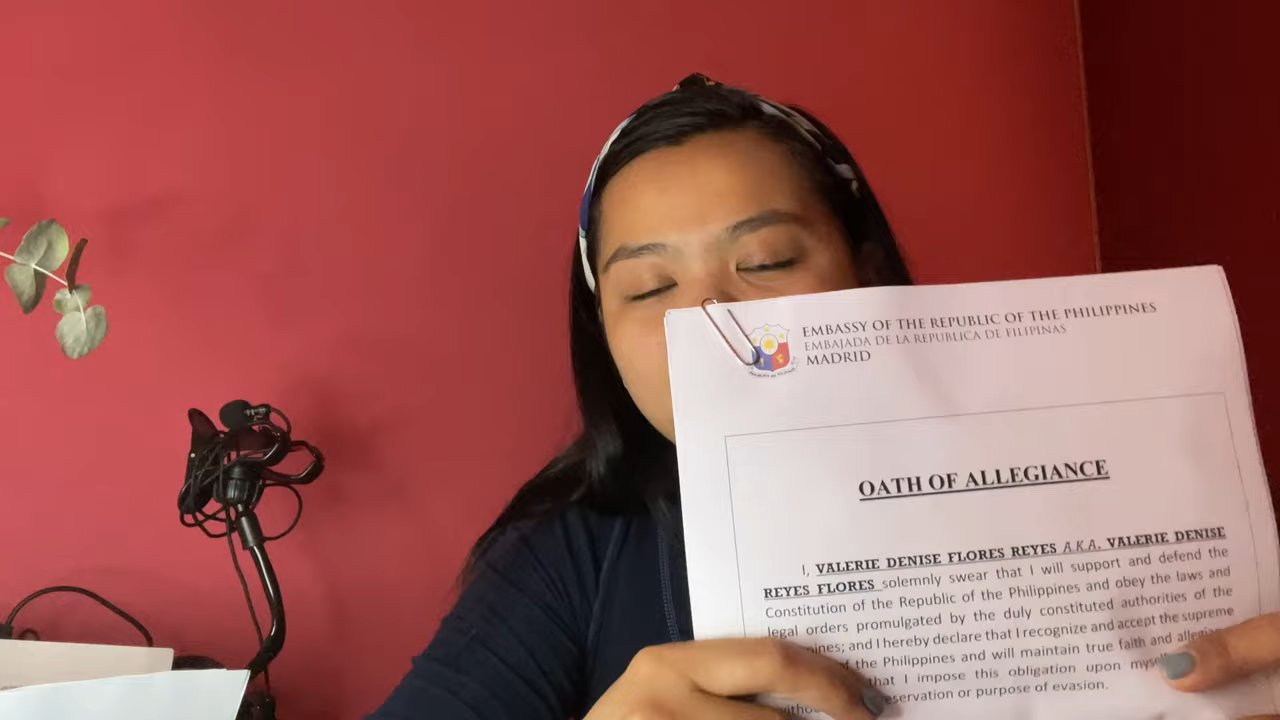 EMBASSY OF THE REPUBLIC OF THE PHILIPPINES
EMBAJADA DE LA REPUBLICA DE FILIPINAS
MADRID
OATH OF ALLEGIANCE
I, VALERIE DENISE FLORES REYES A.K.A. VALERIE DENISE
REYES FLORES solemnly swear that I will support and defend the
Constitution of the Republic of the Philippines and obey the laws and
legal orders promulgated by the duly constituted authorities of the
pines; and I hereby declare that I recognize and accept the supreme
of the Philippines and will maintain true faith and
that I impose this obligation upon
purpose of evasion.